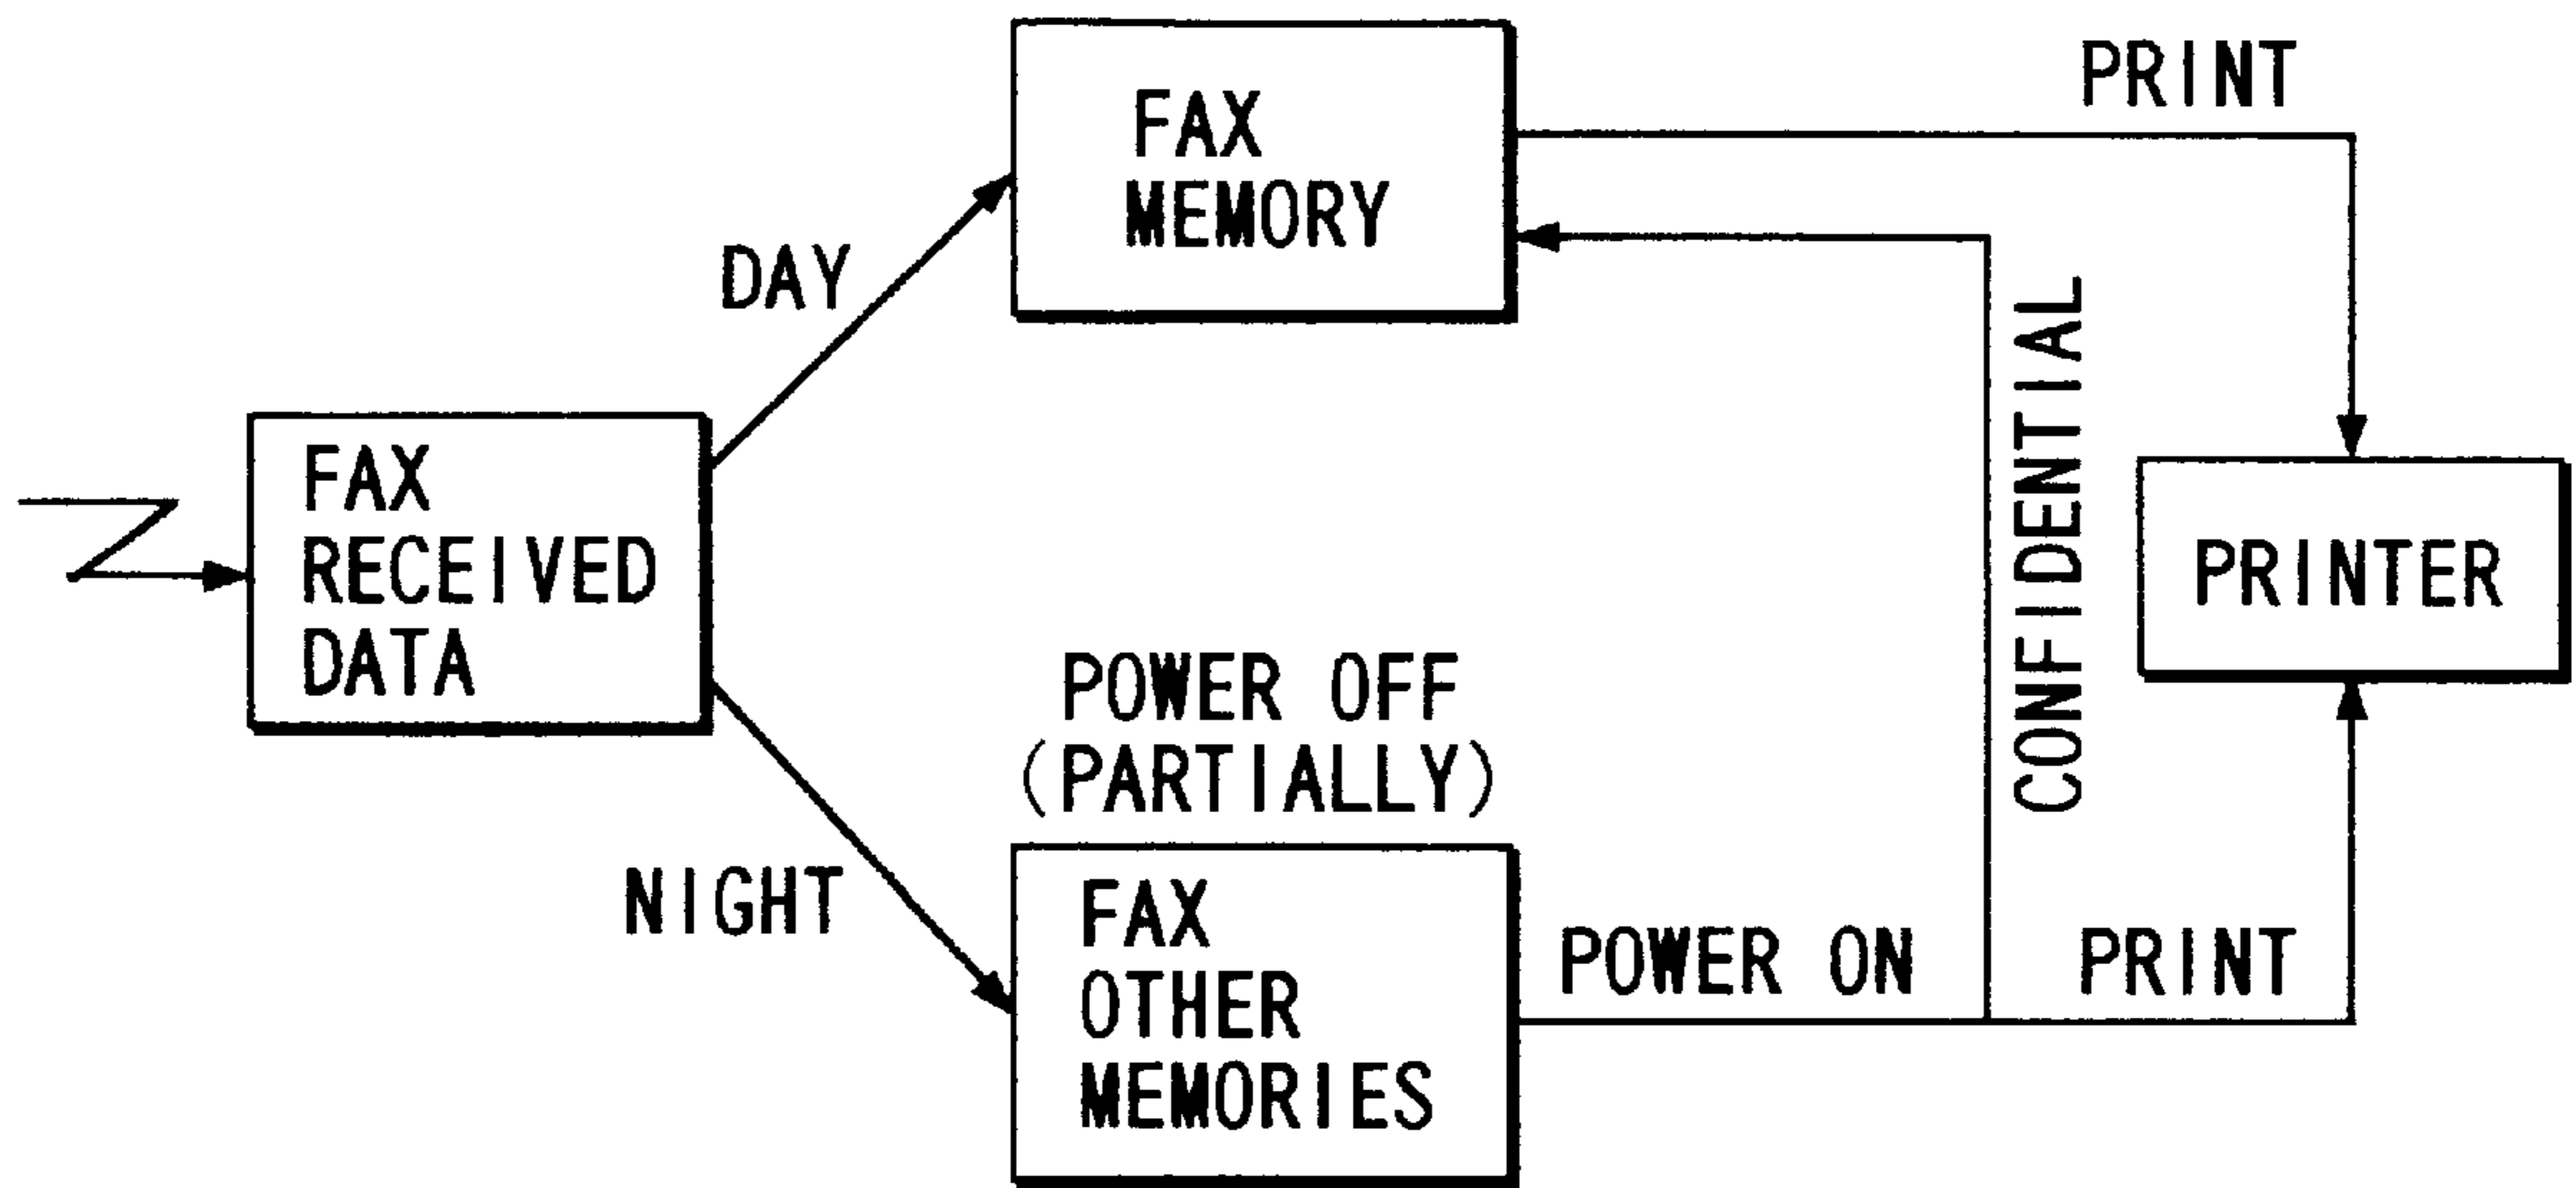 FAX
RECEIVED
DATA
DAY
NIGHT
FAX
MEMORY
POWER OFF
(PARTIALLY)
FAX
OTHER
MEMORIES
PRINT
CONFIDENTIAL
POWER ON
PRINT
PRINTER